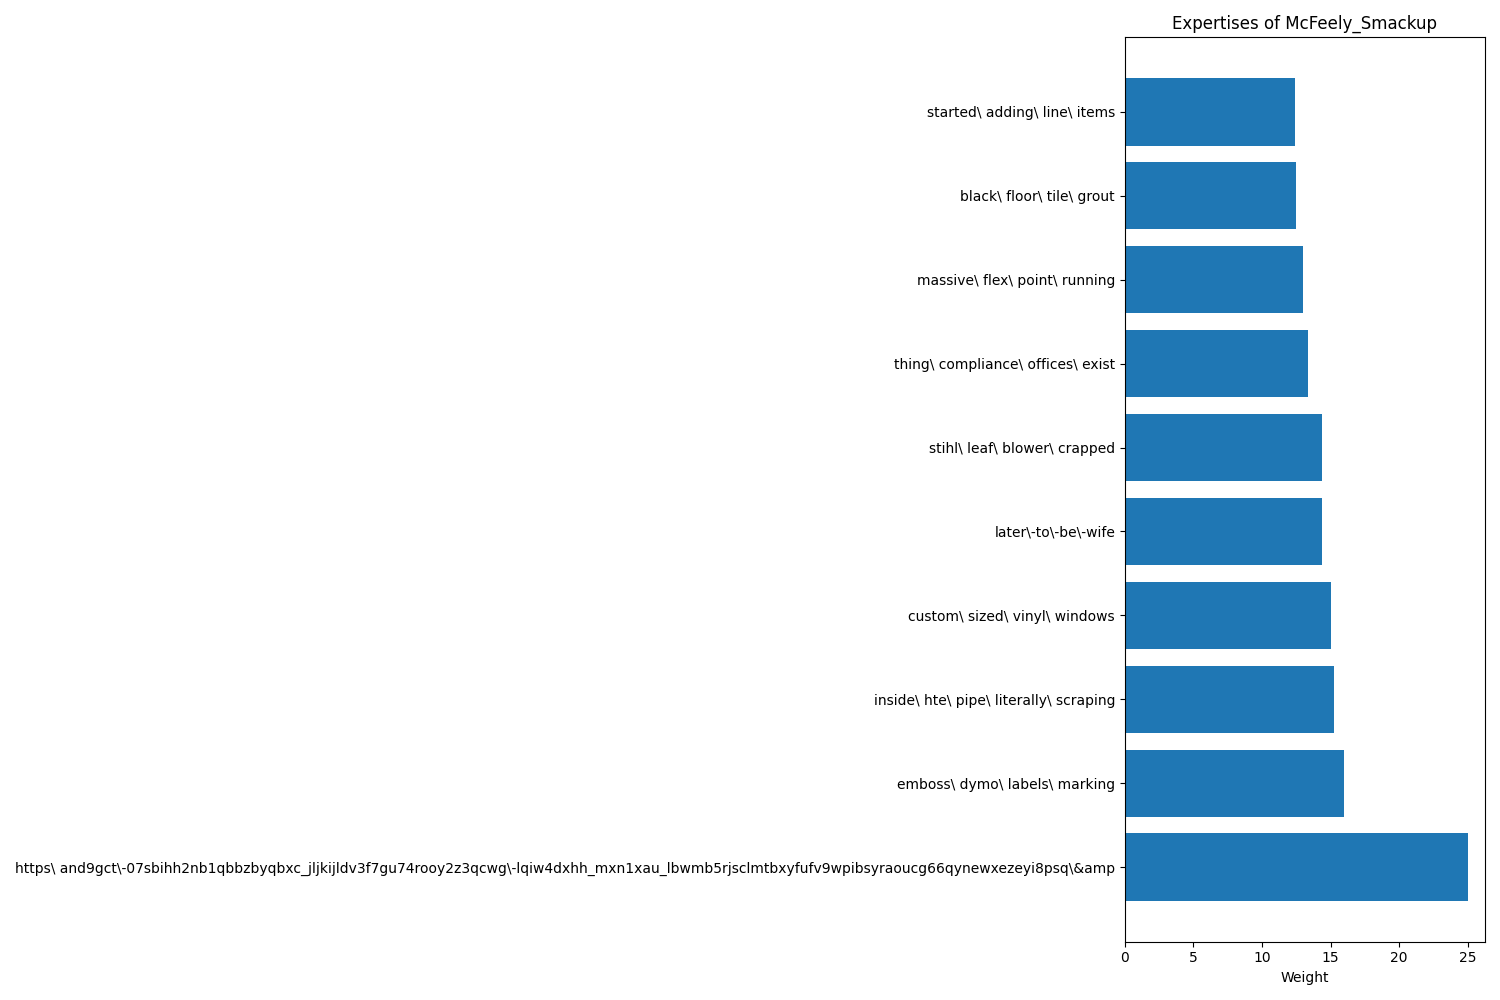 Expertises of McFeely_Smackup
started\ adding\ line\ items
black\ floor\ tile\ grout
massive\ flex\ point\ running
thing\ compliance\ offices\ exist
stihl\ leaf\ blower\ crapped
later\-to\-be\-wife
custom\ sized\ vinyl\ windows
inside\ hte\ pipe\ literally\ scraping
emboss\ dymo\ labels\ marking
https\ and9gct\-07sbihh2nb1qbbzbyqbxc_jljkijldv3f7gu74rooy2z3qcwg\-lqiw4dxhh_mxn1xau_lbwmb5rjsclmtbxyfufv9wpibsyraoucg66qynewxezeyi8psq\&amp
0 5 10 15 20 25
Weight